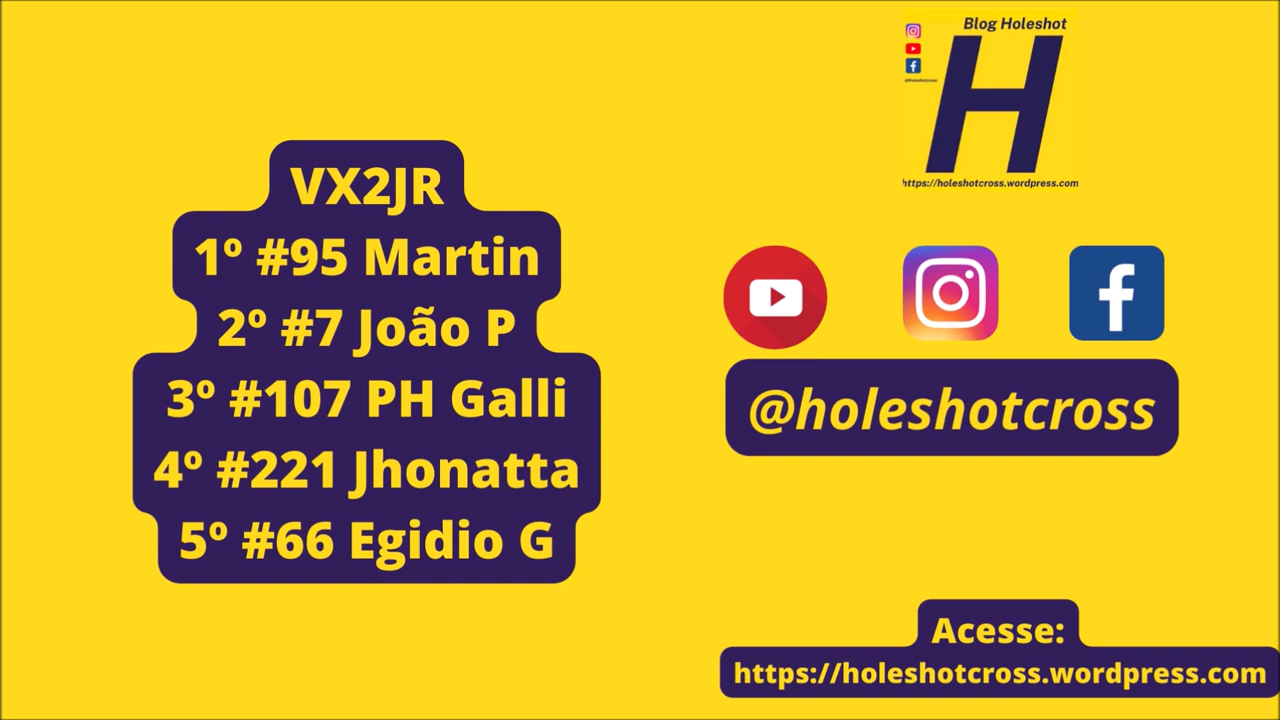 VX2JR
1º #95 Martin
2º #7 João P
3º #107 PH Galli
4º #221 Jhonatta
5º #66 Egidio G
Blog Holeshot
@holeshotcross
H
https://holeshotcross.wordpress.com
@holeshotcross
Acesse:
https://holeshotcross.wordpress.com